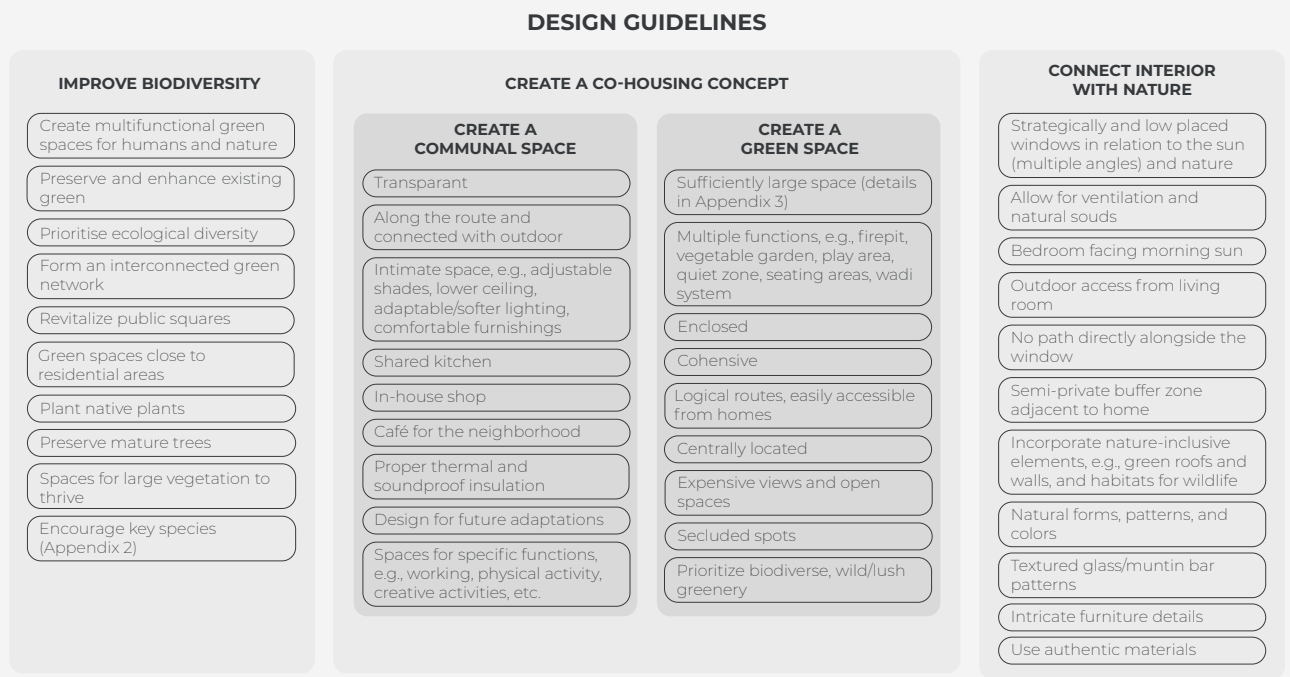 DESIGN GUIDELINES
IMPROVE BIODIVERSITY
Create multifunctional green
spaces for humans and nature
Preserve and enhance existing
green
Prioritise ecological diversity
Form an interconnected green
network
Revitalize public squares
Green spaces close to
residential areas
Plant native plants
Preserve mature trees
Spaces for large vegetation to
thrive
Encourage key species
(Appendix 2)
CREATE A CO-HOUSING CONCEPT
CREATE A
COMMUNAL SPACE
Transparant
Along the route and
connected with outdoor
Intimate space, e.g., adjustable
shades, lower ceiling,
adaptable/softer lighting,
comfortable furnishings
Shared kitchen
In-house shop
Café for the neighborhood
Proper thermal and
soundproof insulation
Design for future adaptations
Spaces for specific functions,
e.g., working, physical activity,
creative activities, etc.
CREATE A
GREEN SPACE
Sufficiently large space (details
in Appendix 3)
Multiple functions, e.g., firepit,
vegetable garden, play area,
quiet zone, seating areas, wadi
system
Enclosed
Cohensive
Logical routes, easily accessible
from homes
Centrally located
Expensive views and open
spaces
Secluded spots
Prioritize biodiverse, wild/lush
greenery
CONNECT INTERIOR
WITH NATURE
Strategically and low placed
windows in relation to the sun
(multiple angles) and nature
Allow for ventilation and
natural souds
Bedroom facing morning sun
Outdoor access from living
room
No path directly alongside the
window
Semi-private buffer zone
adjacent to home
Incorporate nature-inclusive
elements, e.g., green roofs and
walls, and habitats for wildlife
Natural forms, patterns, and
colors
Textured glass/muntin bar
patterns
Intricate furniture details
Use authentic materials